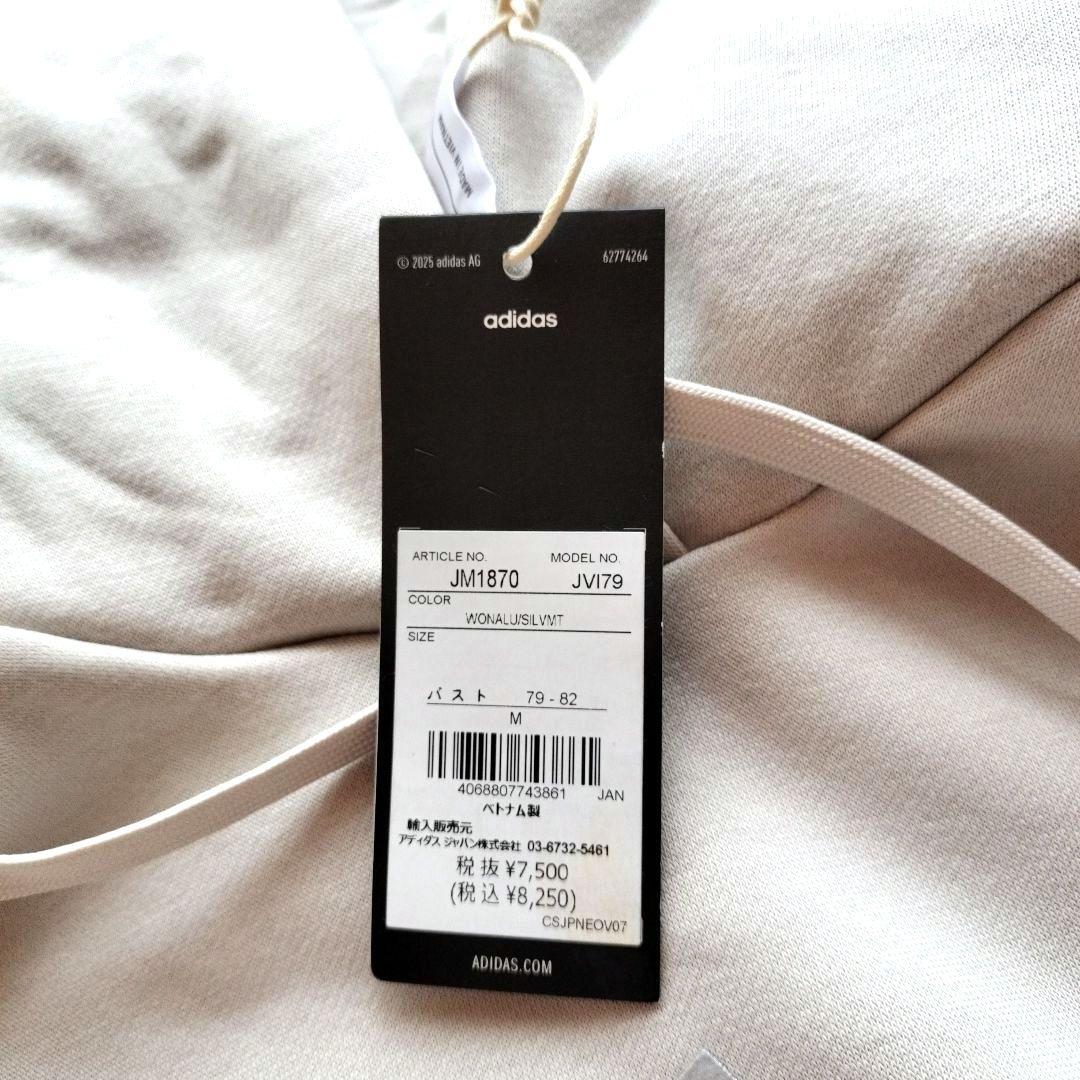 MADE IN VIETNAM
© 2025 adidas AG 62774264
adidas
ARTICLE NO. MODEL NO.
JM1870 JVI79
COLOR
WONALU/SILVMT
SIZE
バスト 79 - 82
M
4068807743861 JAN
ベトナム製
輸入販売元
アディダス ジャパン株式会社 03-6732-5461
税抜 ¥7,500
(税込 ¥8,250)
CSJPNEOV07
ADIDAS.COM